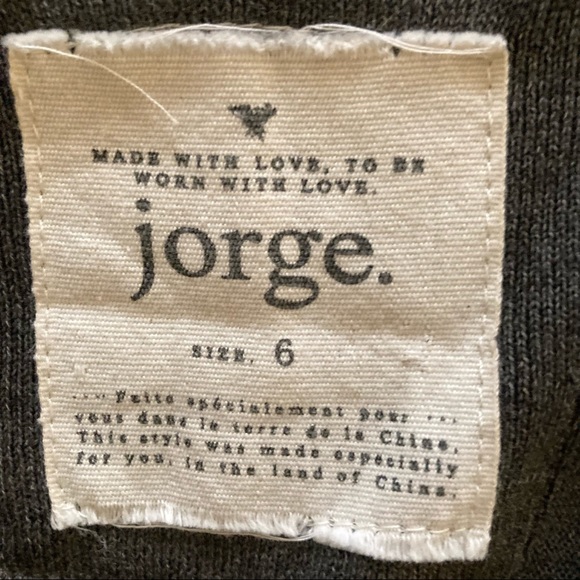 MADE WITH LOVE, TO BE
WORN WITH LOVE.
jorge.
SIZE. 6
.... Faite spécialement pour ...
vous dans la terre de la Chine.
This style was made especially
for you, in the land of China.